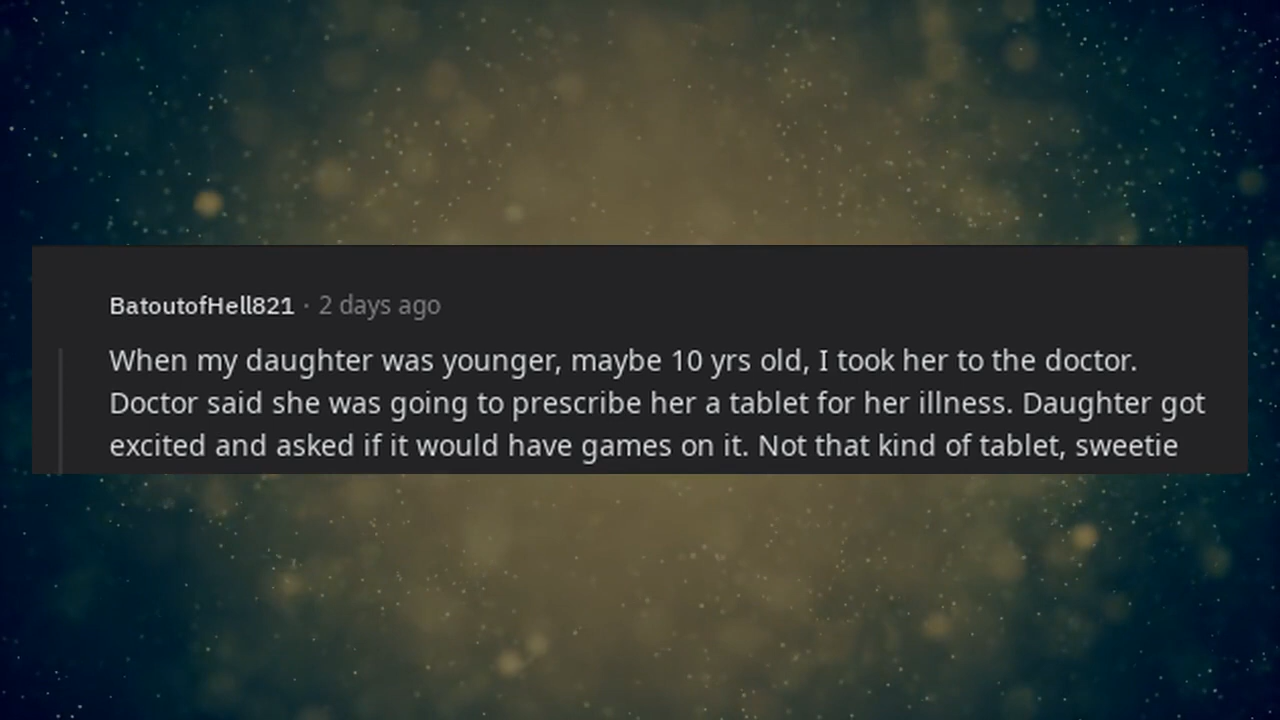 BatoutofHell821 · 2 days ago
When my daughter was younger, maybe 10 yrs old, I took her to the doctor.
Doctor said she was going to prescribe her a tablet for her illness. Daughter got
excited and asked if it would have games on it. Not that kind of tablet, sweetie